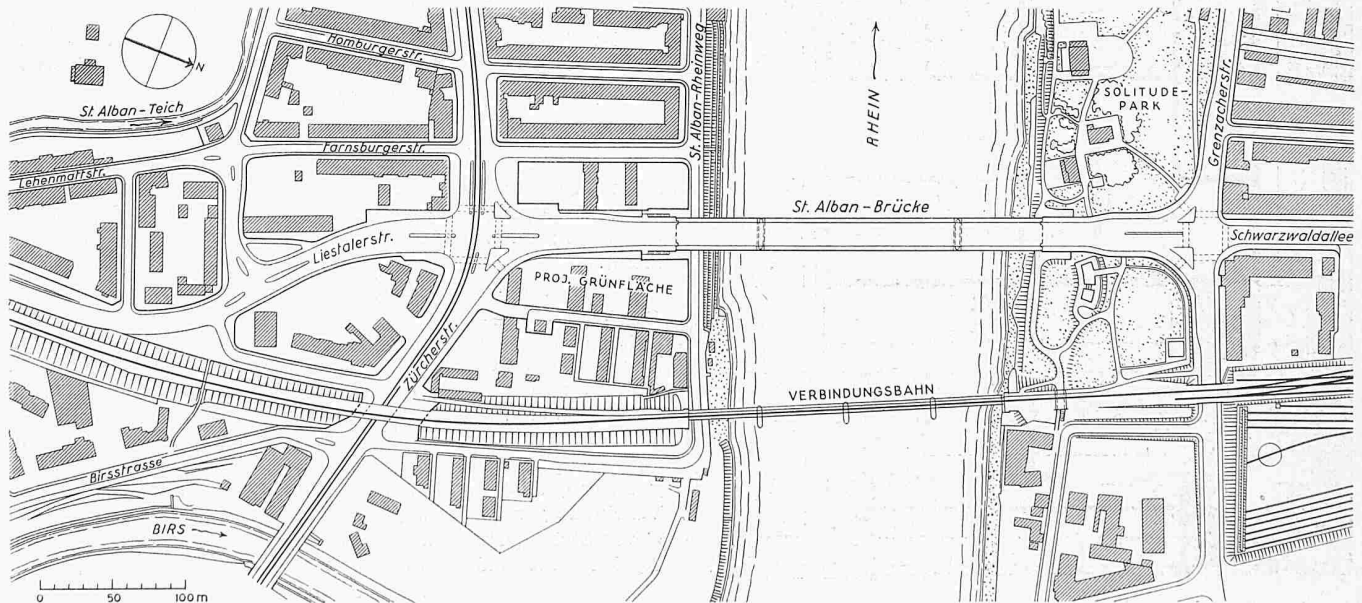 Homburgerstr.
N
St. Alban-Teich
St. Alban-Rheinweg
RHEIN
SOLITUDE-
PARK
Grenzacherstr.
Farnsburgerstr.
Lehenmattstr.
St. Alban-Brücke
Liestalerstr.
Schwarzwaldallee
PROJ. GRÜNFLÄCHE
Zürcherstr.
VERBINDUNGSBAHN
Birsstrasse
BIRS
0 50 100 m